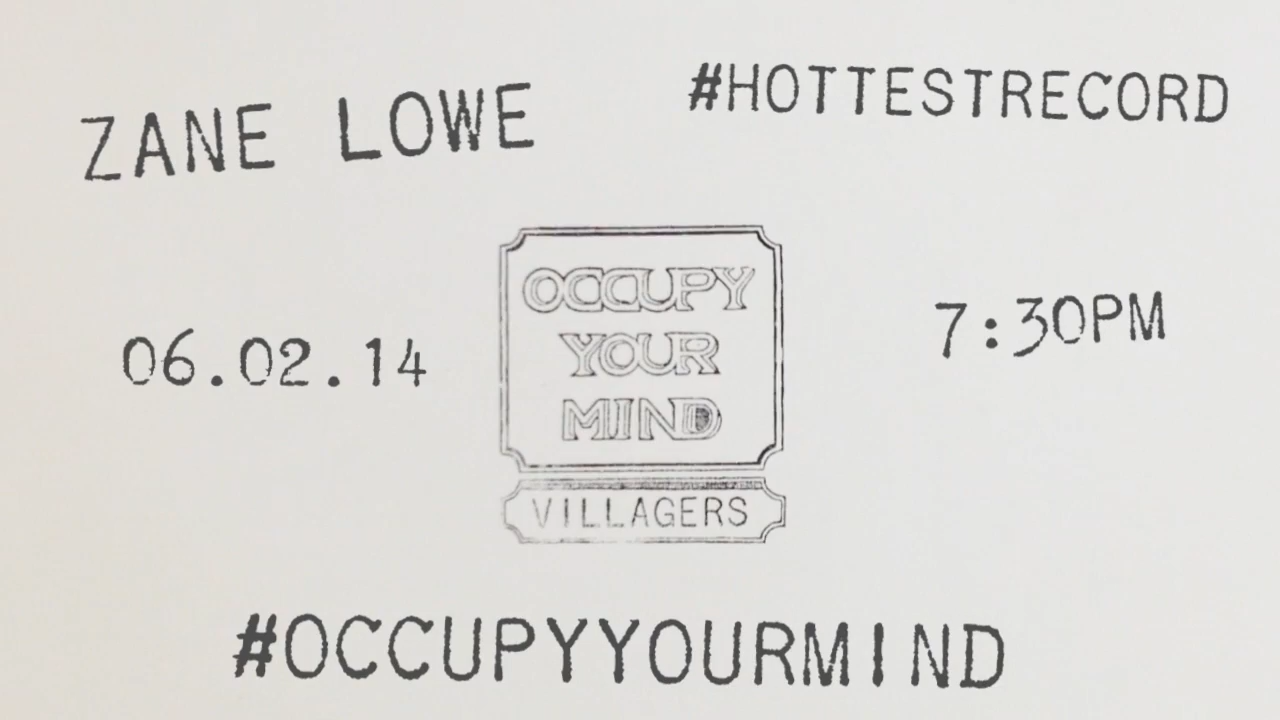 ZANE LOWE
#HOTTESTRECORD
OCCUPY
YOUR
MIND
06.02.14
7:30PM
VILLAGERS
#OCCUPYYOURMIND